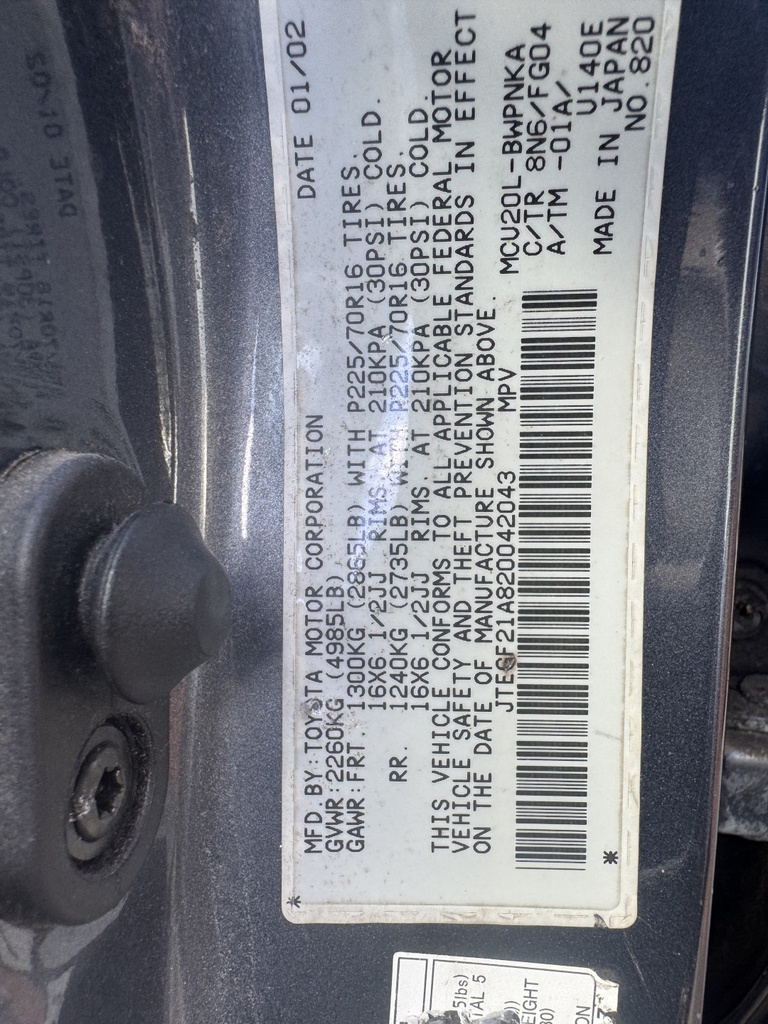 MFD.BY:TOYOTA MOTOR CORPORATION DATE 01/02
GVWR:2260KG (4985LB)
GAWR:FRT. 1300KG (2865LB) WITH P225/70R16 TIRES.
16X6 1/2JJ RIMS AT 210KPA (30PSI) COLD.
RR. 1240KG (2735LB) WITH P225/70R16 TIRES.
16X6 1/2JJ RIMS. AT 210KPA (30PSI) COLD
THIS VEHICLE CONFORMS TO ALL APPLICABLE FEDERAL MOTOR
VEHICLE SAFETY AND THEFT PREVENTION STANDARDS IN EFFECT
ON THE DATE OF MANUFACTURE SHOWN ABOVE.
JTEGF21A820042043 MPV
MCU20L-BWPNKA
C/TR 8N6/FG04
A/TM -01A/
U140E
MADE IN JAPAN
NO.820
5lbs)
TAL 5
EIGHT